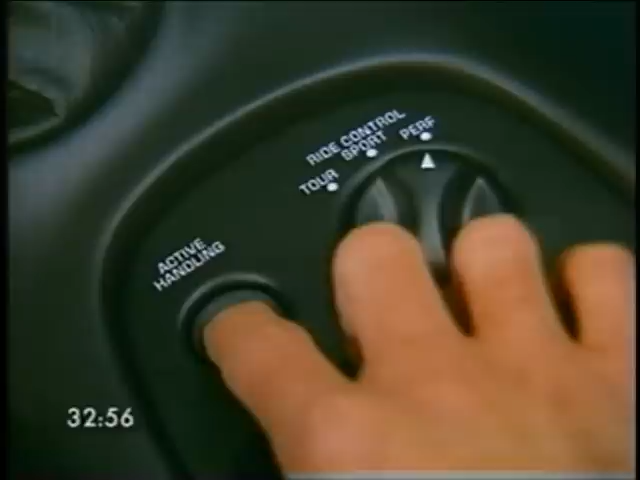 RIDE CONTROL
TOUR SPORT PERF
ACTIVE
HANDLING
32:56